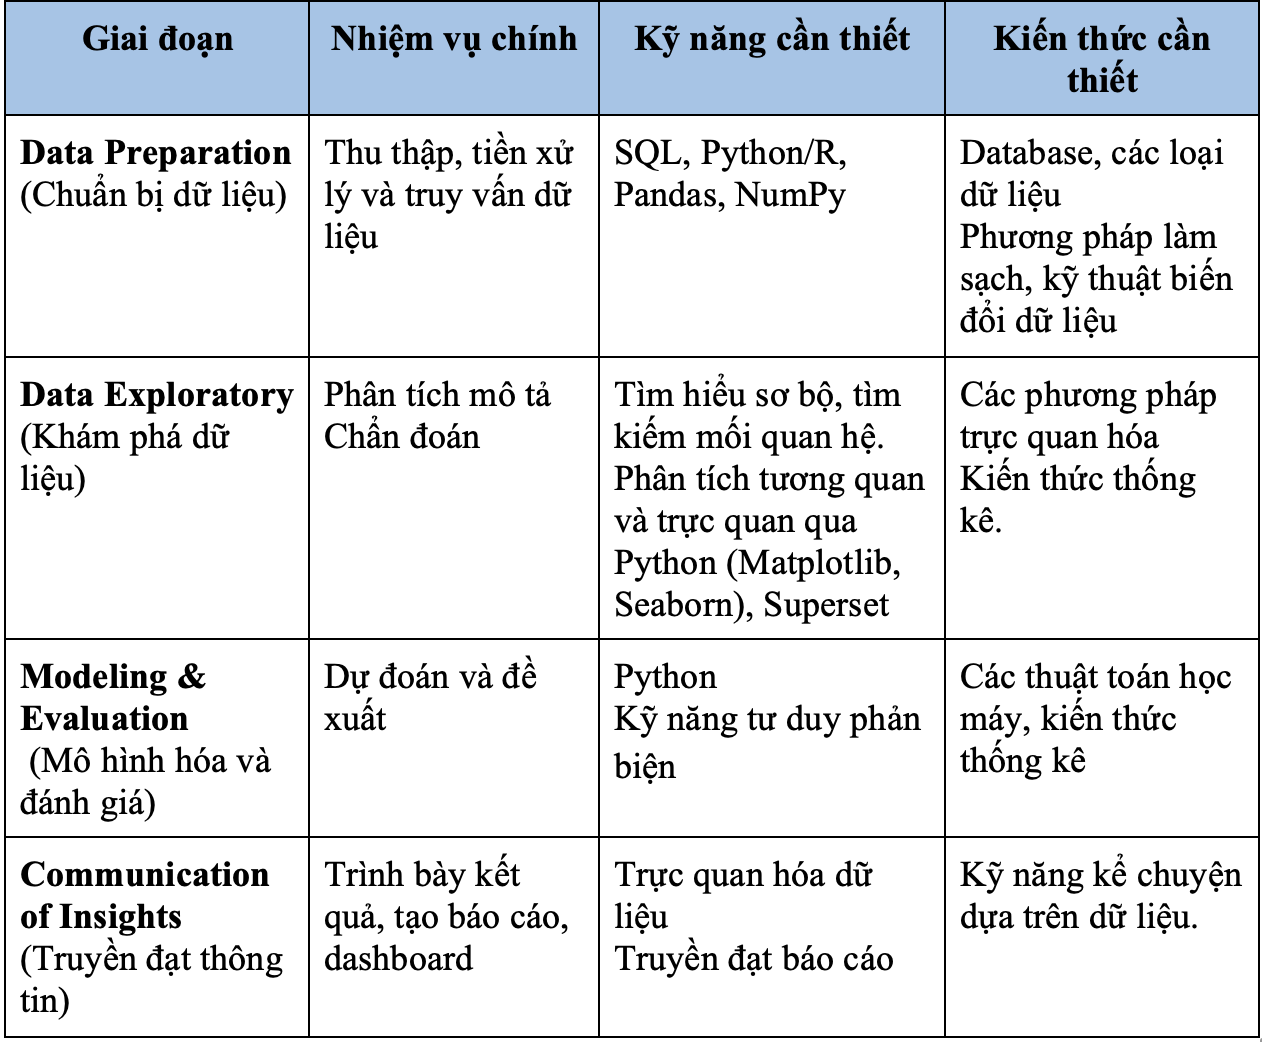 Giai đoạn
Nhiệm vụ chính
Kỹ năng cần thiết
Kiến thức cần
thiết
Data Preparation
(Chuẩn bị dữ liệu)
Thu thập, tiền xử
lý và truy vấn dữ
liệu
SQL, Python/R,
Pandas, NumPy
Database, các loại
dữ liệu
Phương pháp làm
sạch, kỹ thuật biến
đổi dữ liệu
Data Exploratory
(Khám phá dữ
liệu)
Phân tích mô tả
Chẩn đoán
Tìm hiểu sơ bộ, tìm
kiếm mối quan hệ.
Phân tích tương quan
và trực quan qua
Python (Matplotlib,
Seaborn), Superset
Các phương pháp
trực quan hóa
Kiến thức thống
kê.
Modeling &
Evaluation
(Mô hình hóa và
đánh giá)
Dự đoán và đề
xuất
Python
Kỹ năng tư duy phản
biện
Các thuật toán học
máy, kiến thức
thống kê
Communication
of Insights
(Truyền đạt thông
tin)
Trình bày kết
quả, tạo báo cáo,
dashboard
Trực quan hóa dữ
liệu
Truyền đạt báo cáo
Kỹ năng kể chuyện
dựa trên dữ liệu.